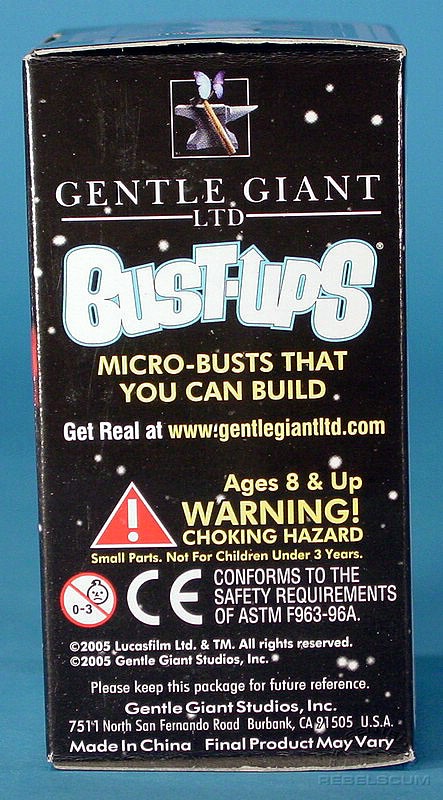 GENTLE GIANT
LTD
BUST-UPS®
MICRO-BUSTS THAT
YOU CAN BUILD
Get Real at www.gentlegiantltd.com
Ages 8 & Up
WARNING!
CHOKING HAZARD
Small Parts. Not For Children Under 3 Years.
0-3
CE
CONFORMS TO THE
SAFETY REQUIREMENTS
OF ASTM F963-96A.
©2005 Lucasfilm Ltd. & TM. All rights reserved.
©2005 Gentle Giant Studios, Inc.
Please keep this package for future reference.
Gentle Giant Studios, Inc.
7511 North San Fernando Road Burbank, CA 91505 U.S.A.
Made In China Final Product May Vary
REBELSCUM